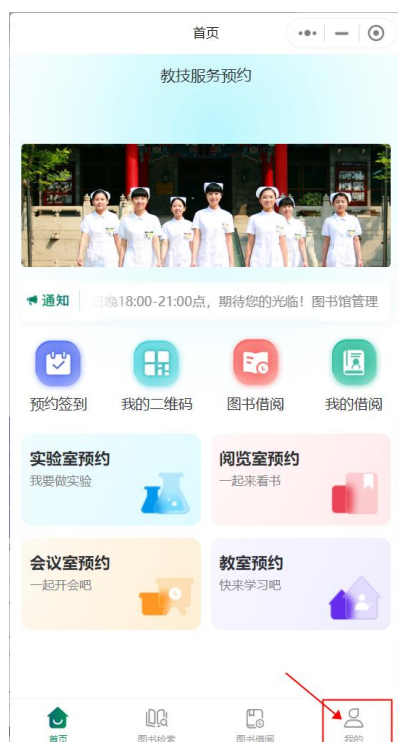 首页
教技服务预约
通知
日晚18:00-21:00点，期待您的光临！图书馆管理
预约签到 我的二维码 图书借阅 我的借阅
实验室预约
我要做实验
阅览室预约
一起来看书
会议室预约
一起开会吧
教室预约
快来学习吧
首页 图书检索 图书借阅 我的